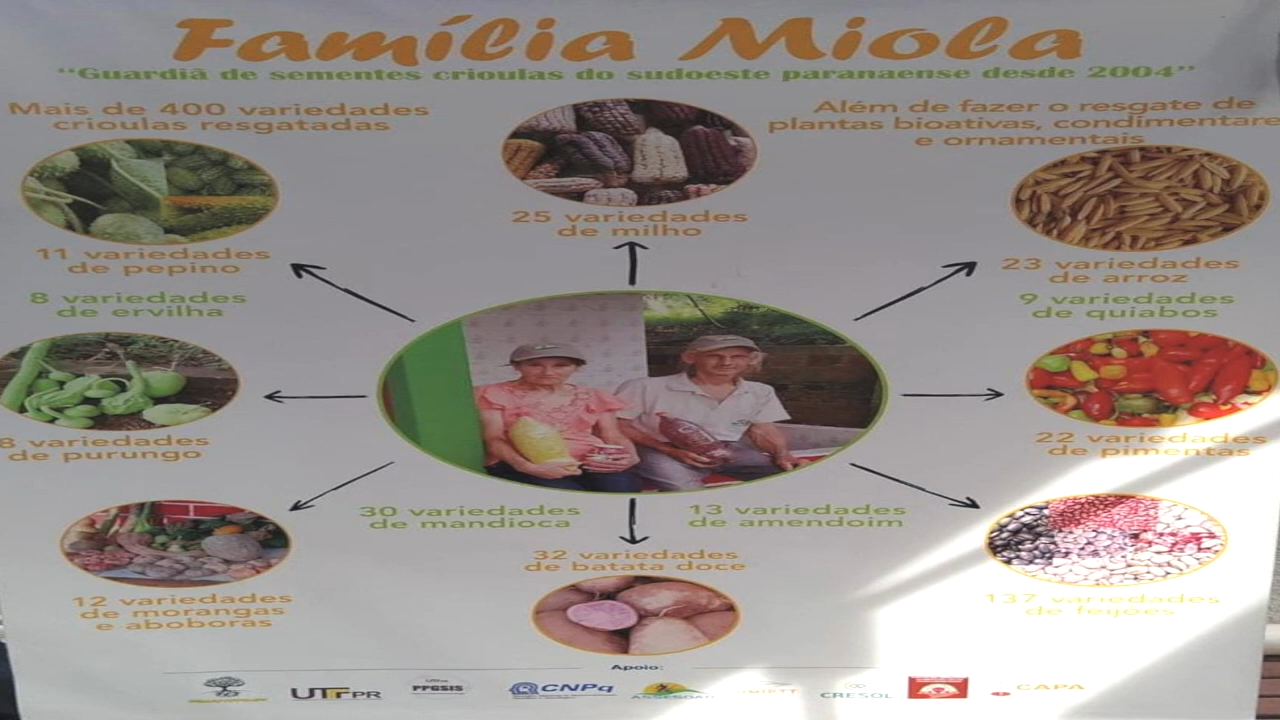 Família Miola
"Guardiã de sementes crioulas do sudoeste paranaense desde 2004"
Mais de 400 variedades
crioulas resgatadas
Além de fazer o resgate de
plantas bioativas, condimentare
e ornamentais
25 variedades
de milho
11 variedades
de pepino
23 variedades
de arroz
8 variedades
de ervilha
9 variedades
de quiabos
8 variedades
de purungo
22 variedades
de pimentas
30 variedades
de mandioca
13 variedades
de amendoim
32 variedades
de batata doce
12 variedades
de morangas
e aboboras
137 variedades
de feijões
Apoio:
UTFPR
PPGSIS
CNPq
ASSESOAR
CRESOL
CAPA